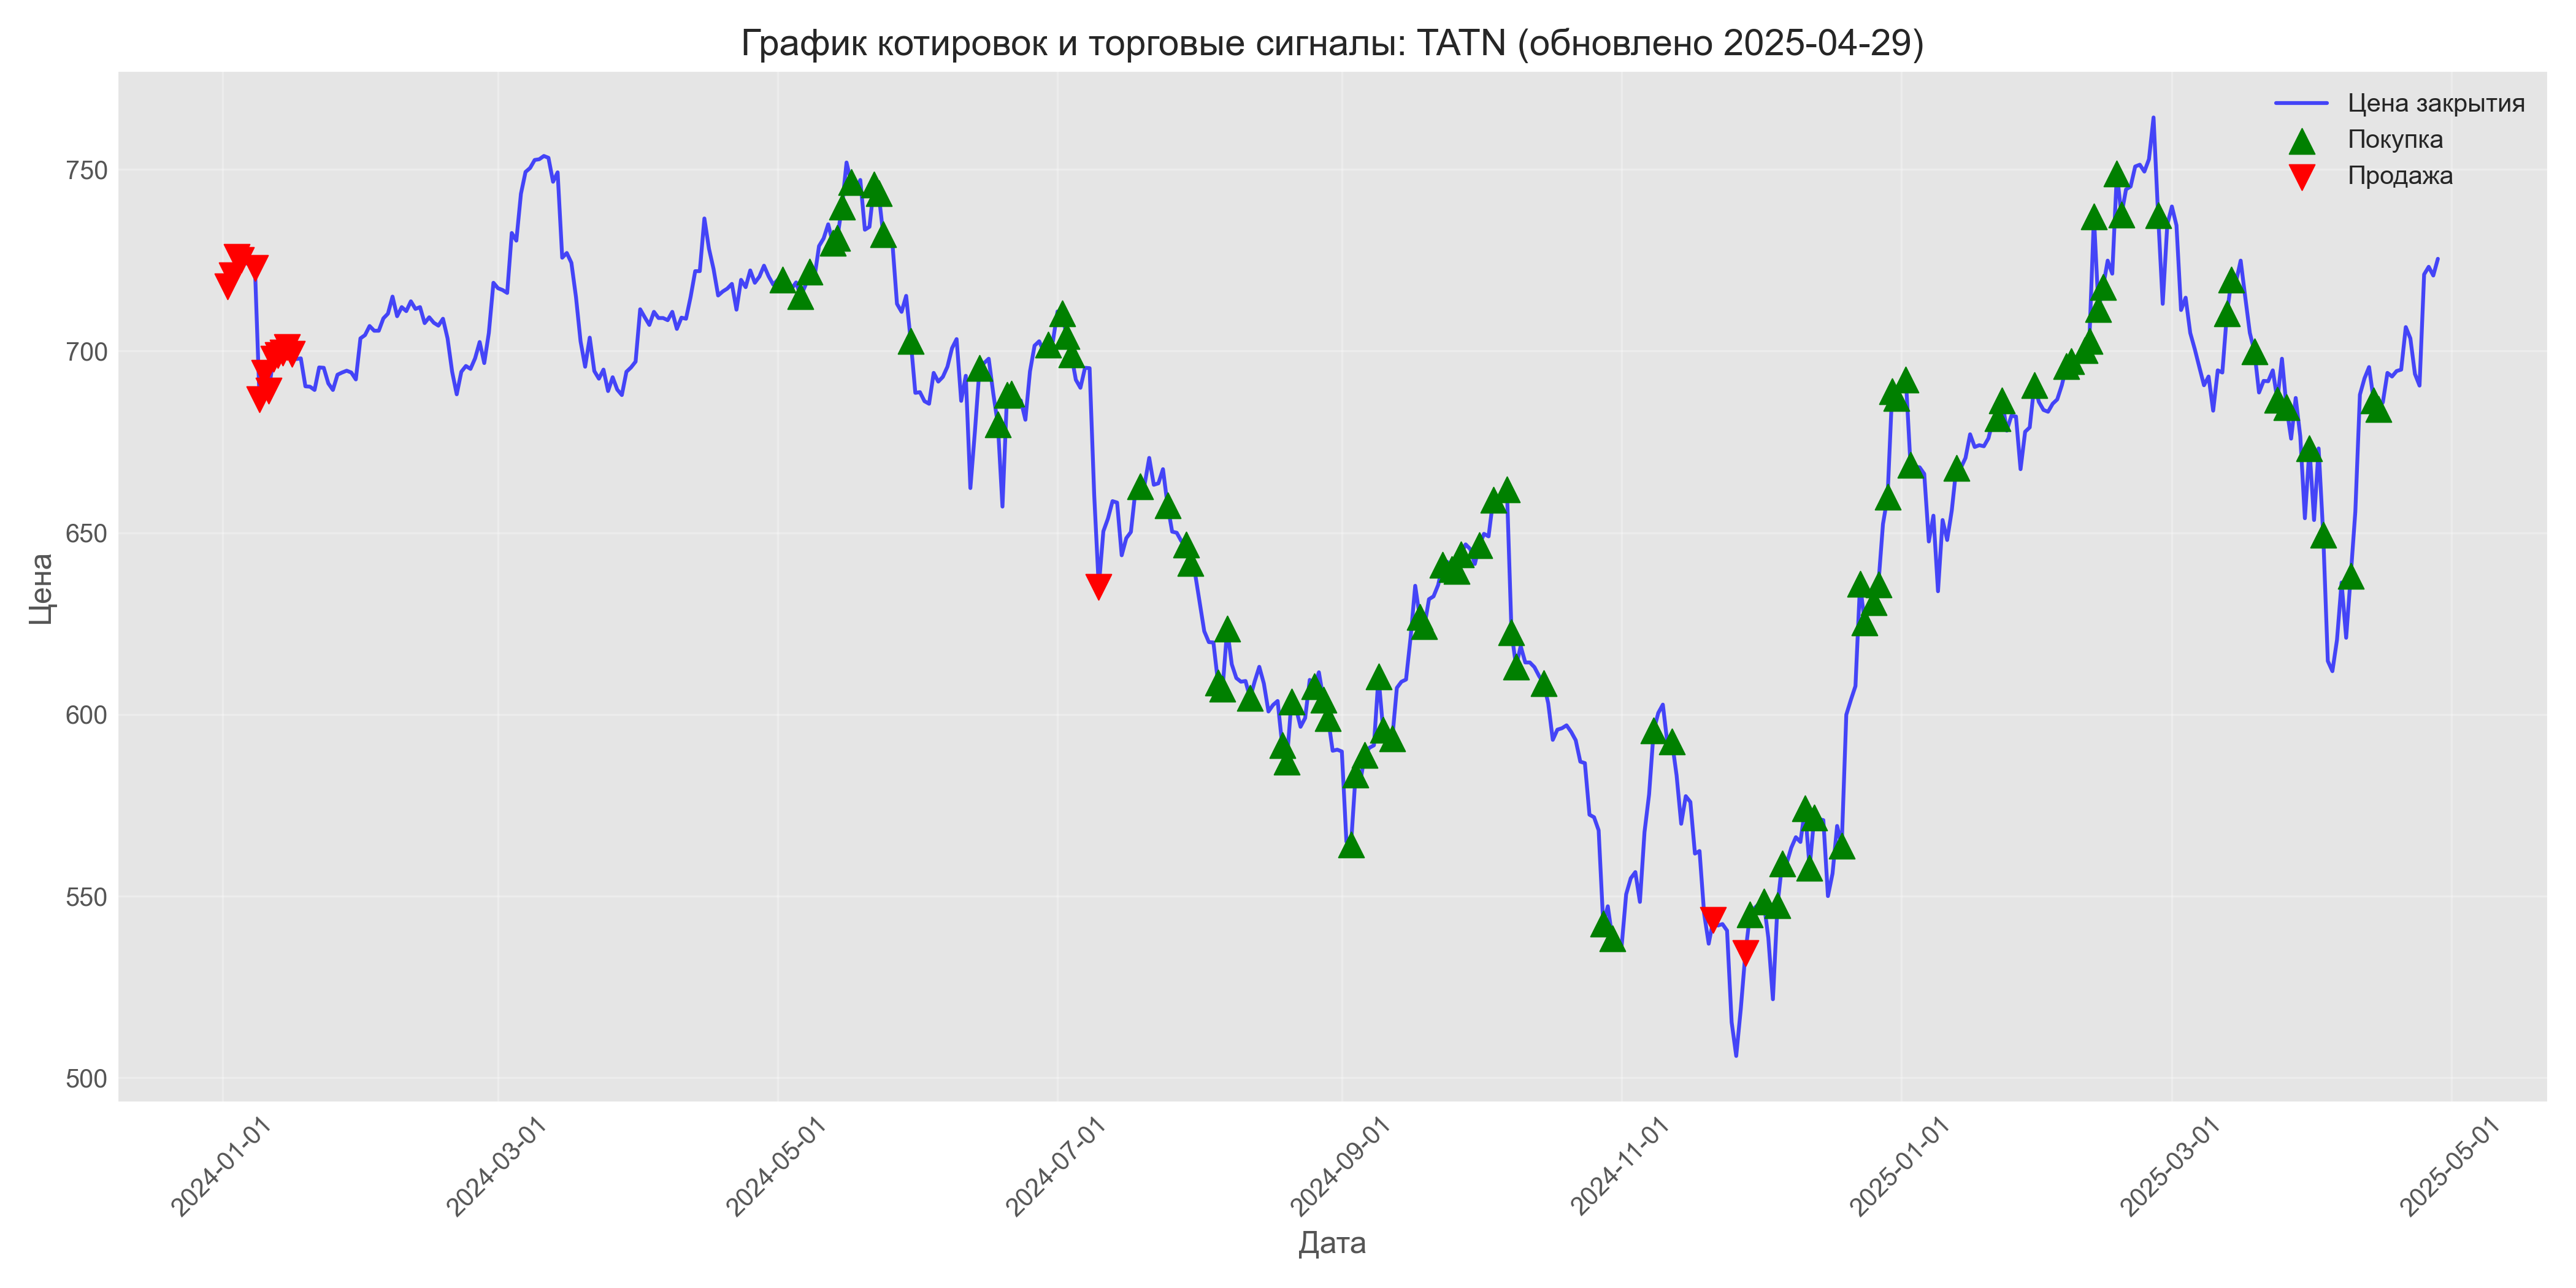 График котировок и торговые сигналы: TATN (обновлено 2025-04-29)
Цена закрытия
Покупка
Продажа
Цена
750
700
650
600
550
500
2024-01-01
2024-03-01
2024-05-01
2024-07-01
2024-09-01
2024-11-01
2025-01-01
2025-03-01
2025-05-01
Дата